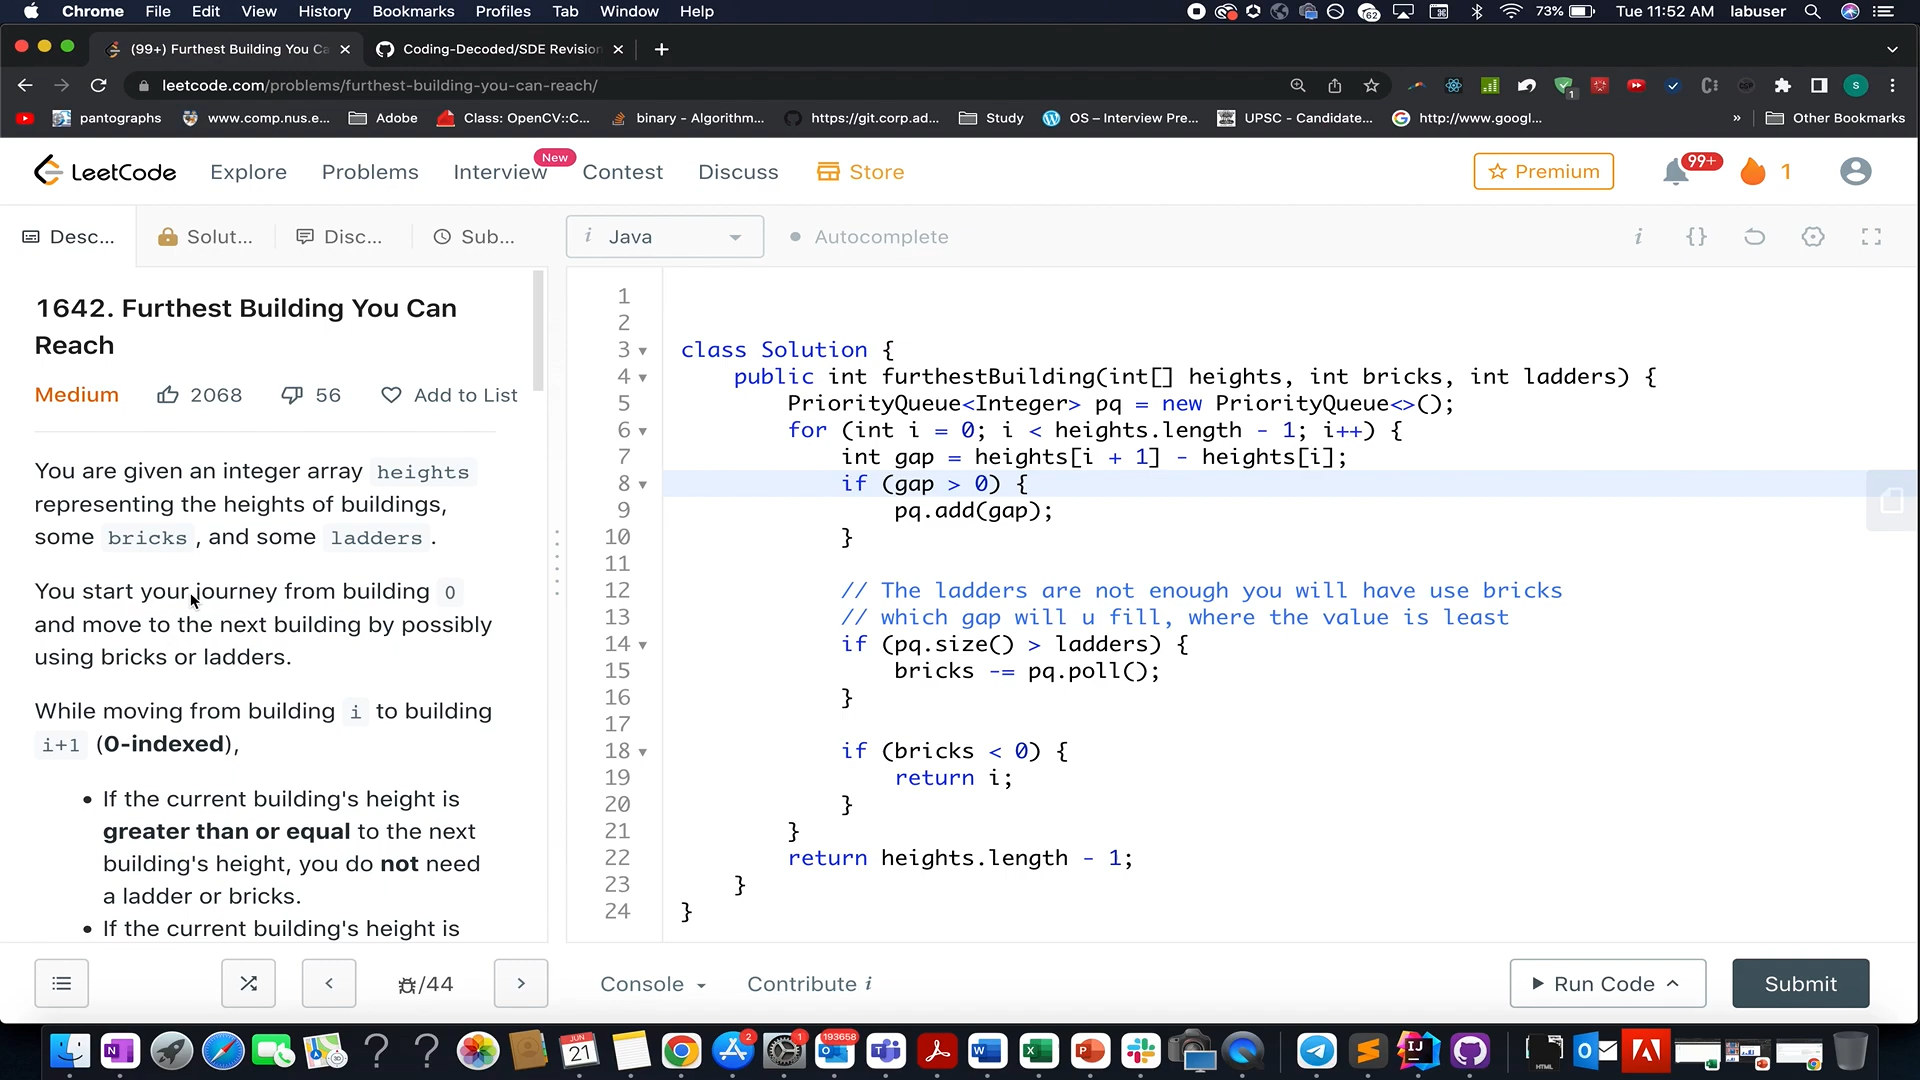 Chrome File Edit View History Bookmarks Profiles Tab Window Help
62 73% Tue 11:52 AM labuser
(99+) Furthest Building You Ca
Coding-Decoded/SDE Revision
leetcode.com/problems/furthest-building-you-can-reach/
pantographs www.comp.nus.e... Adobe Class: OpenCV::C... binary - Algorithm... https://git.corp.ad... Study OS – Interview Pre... UPSC - Candidate... http://www.googl... » Other Bookmarks
LeetCode Explore Problems Interview New Contest Discuss Store Premium 99+ 1
Desc... Solut... Disc... Sub... i Java Autocomplete
1642. Furthest Building You Can
Reach
Medium 2068 56 Add to List
You are given an integer array heights
representing the heights of buildings,
some bricks , and some ladders .
You start your journey from building 0
and move to the next building by possibly
using bricks or ladders.
While moving from building i to building
i+1 (0-indexed),
• If the current building's height is
greater than or equal to the next
building's height, you do not need
a ladder or bricks.
• If the current building's height is
1
2
3 class Solution {
4 public int furthestBuilding(int[] heights, int bricks, int ladders) {
5 PriorityQueue<Integer> pq = new PriorityQueue<>();
6 for (int i = 0; i < heights.length - 1; i++) {
7 int gap = heights[i + 1] - heights[i];
8 if (gap > 0) {
9 pq.add(gap);
10 }
11
12 // The ladders are not enough you will have use bricks
13 // which gap will u fill, where the value is least
14 if (pq.size() > ladders) {
15 bricks -= pq.poll();
16 }
17
18 if (bricks < 0) {
19 return i;
20 }
21 }
22 return heights.length - 1;
23 }
24 }
/44 Console Contribute i Run Code Submit
JUN
21
2
1
193658